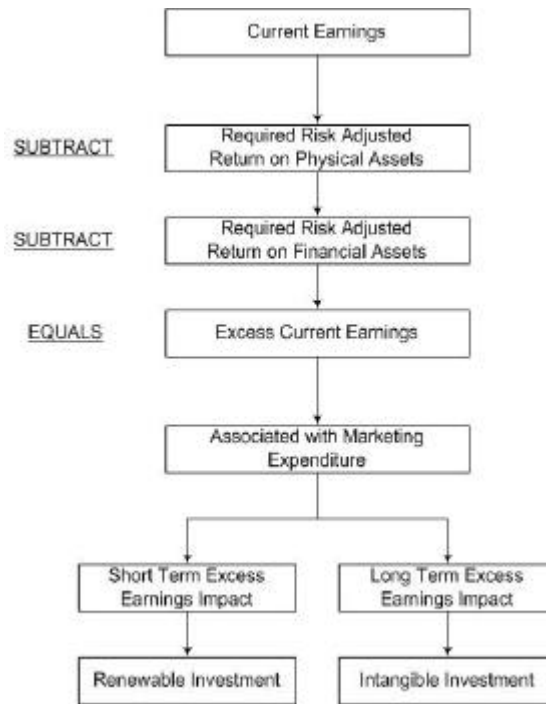 Current Earnings
SUBTRACT
Required Risk Adjusted
Return on Physical Assets
SUBTRACT
Required Risk Adjusted
Return on Financial Assets
EQUALS
Excess Current Earnings
Associated with Marketing
Expenditure
Short Term Excess
Earnings Impact
Long Term Excess
Earnings Impact
Renewable Investment
Intangible Investment